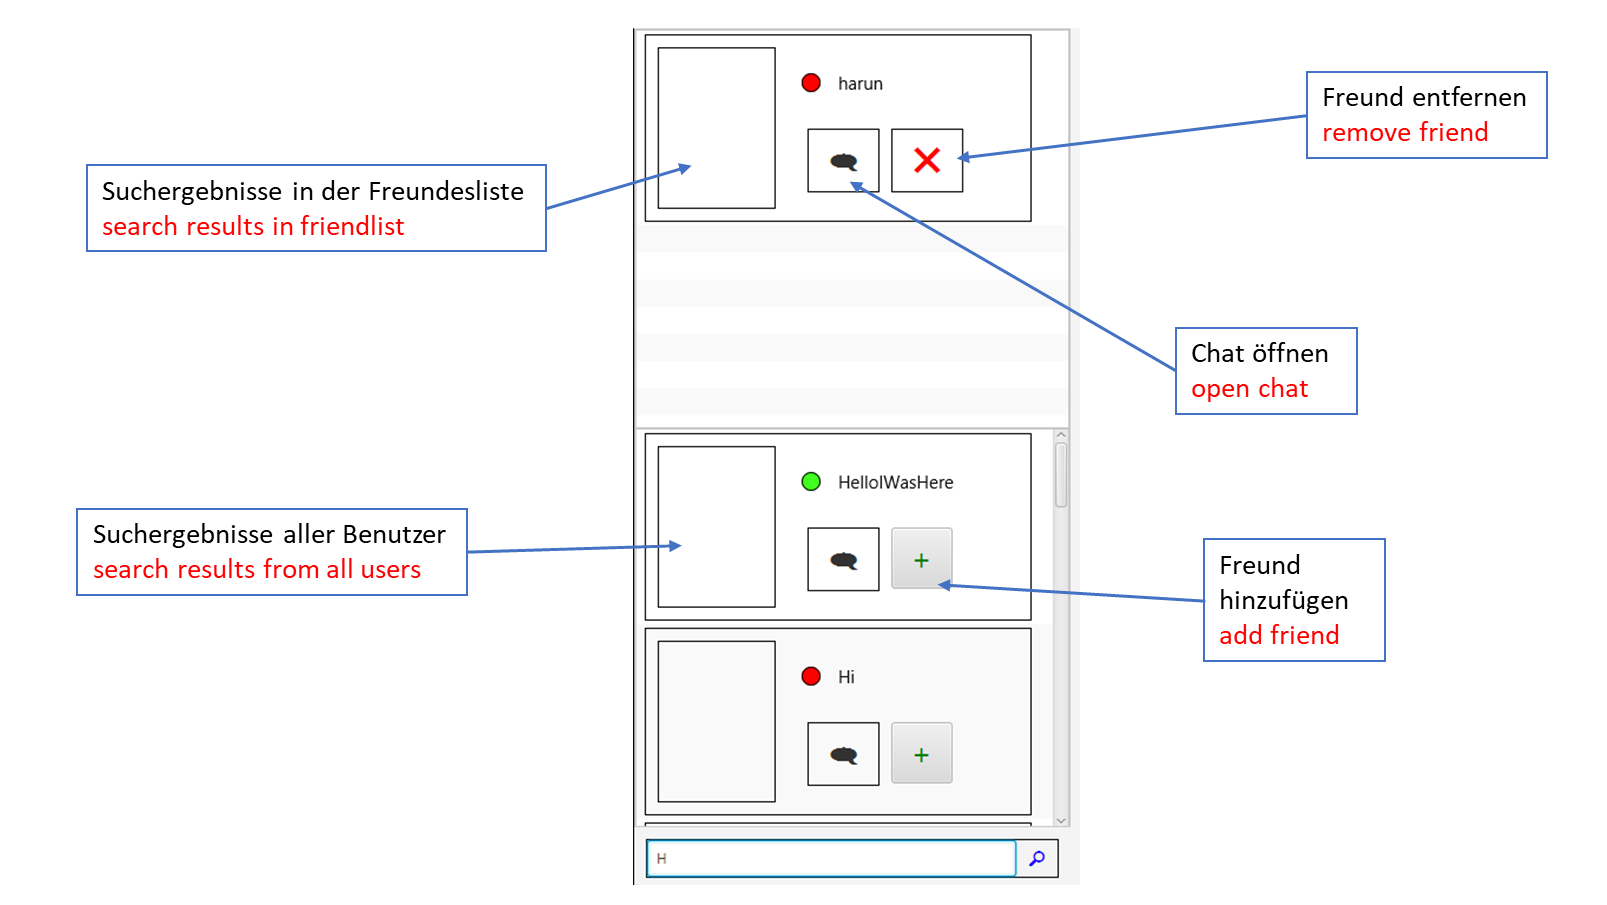 harun
Freund entfernen
remove friend
Suchergebnisse in der Freundesliste
search results in friendlist
Chat öffnen
open chat
HelloIWasHere
Suchergebnisse aller Benutzer
search results from all users
+
Freund
hinzufügen
add friend
Hi
+
H